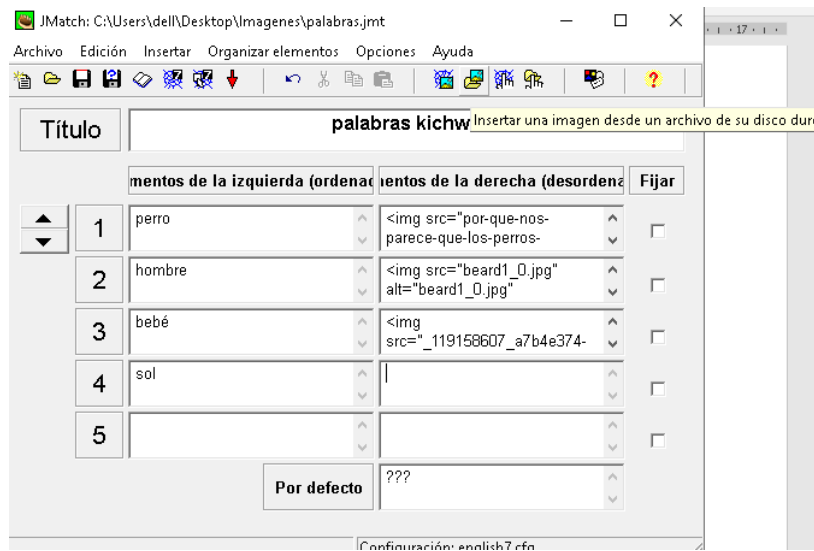 JMatch: C:\Users\dell\Desktop\Imagenes\palabras.jmt
Archivo Edición Insertar Organizar elementos Opciones Ayuda
17
Insertar una imagen desde un archivo de su disco dur
Título palabras kichw
mentos de la izquierda (ordenad mentos de la derecha (desordena Fijar
1 perro <img src="por-que-nos-
parece-que-los-perros-
2 hombre <img src="beard1_0.jpg"
alt="beard1_0.jpg"
3 bebé <img
src="_119158607_a7b4e374-
4 sol
5
Por defecto ???
Configuración: english7.cfg